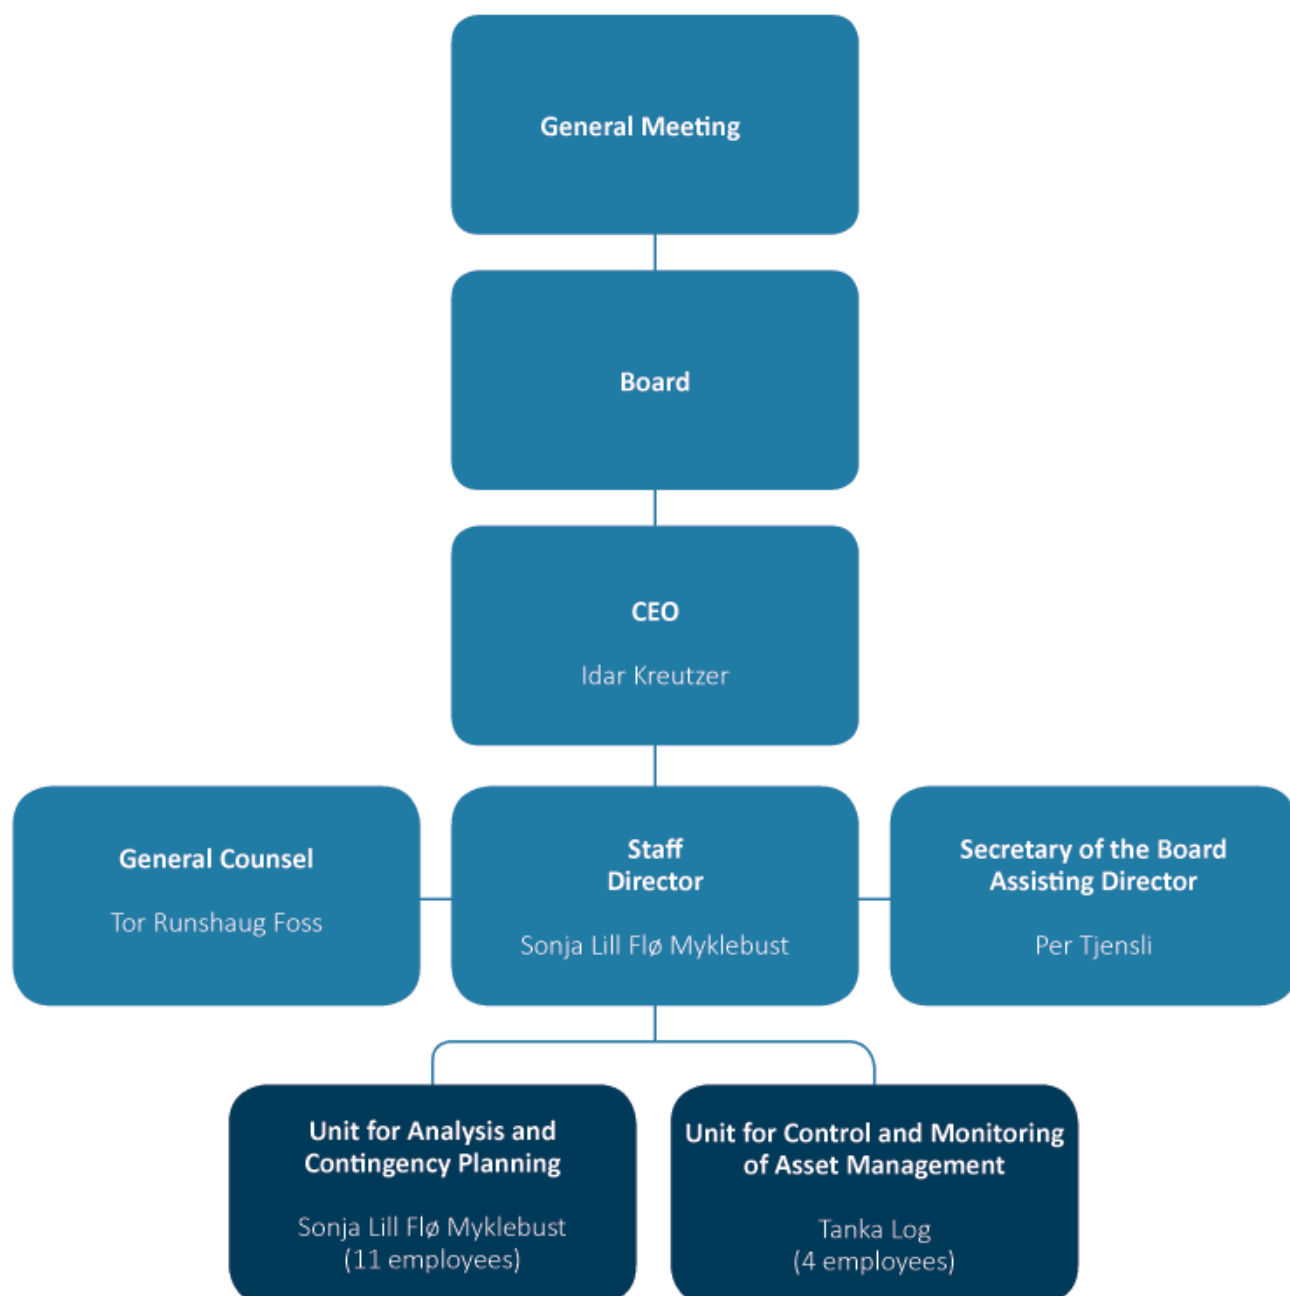 General Meeting
Board
CEO
Idar Kreutzer
General Counsel
Tor Runshaug Foss
Staff
Director
Sonja Lill Flø Myklebust
Secretary of the Board
Assisting Director
Per Tjensli
Unit for Analysis and
Contingency Planning
Sonja Lill Flø Myklebust
(11 employees)
Unit for Control and Monitoring
of Asset Management
Tanka Log
(4 employees)